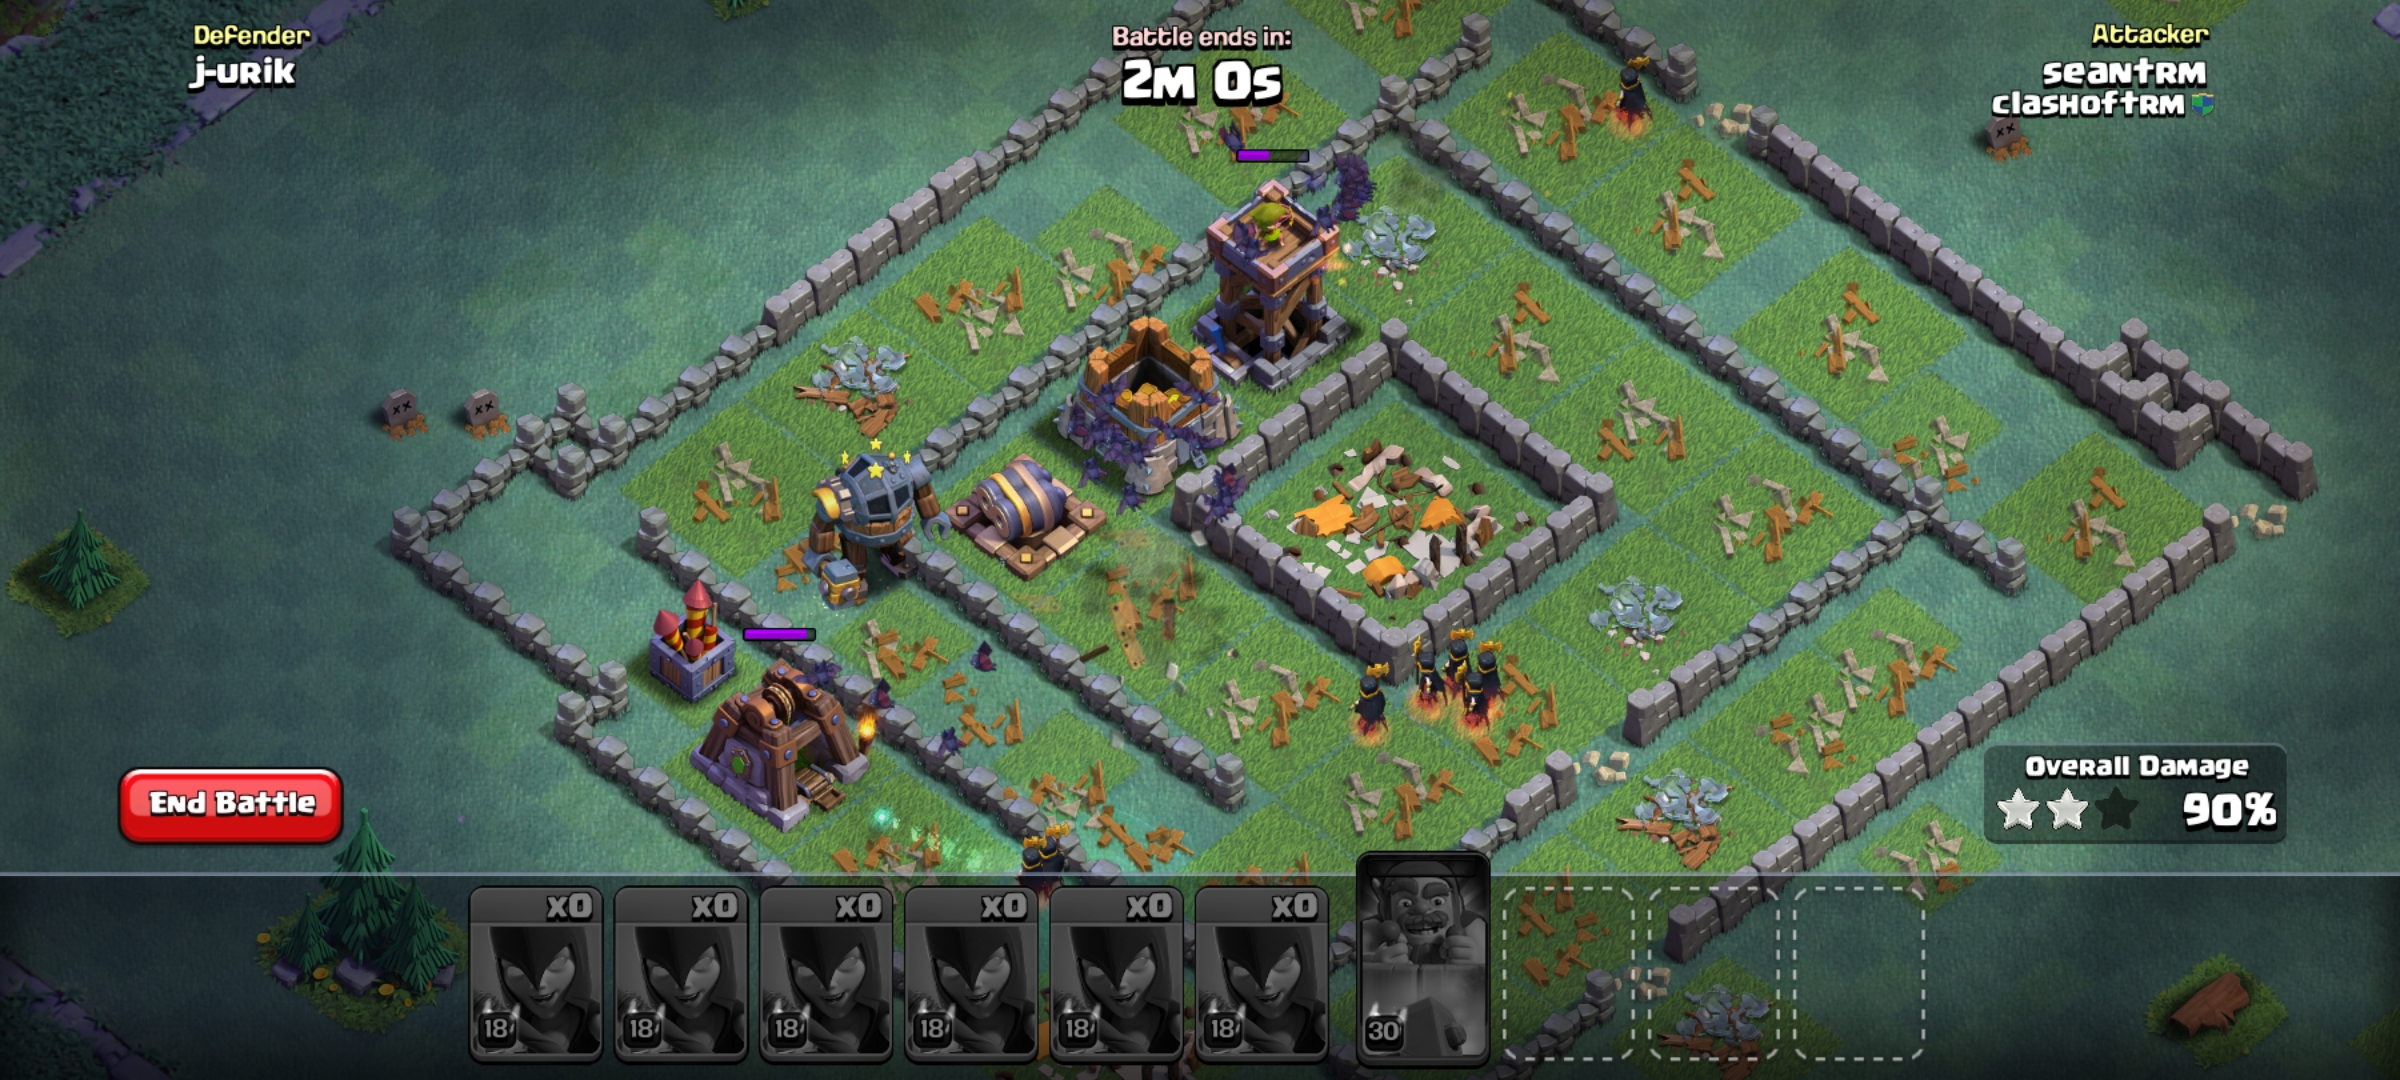 Defender
j-uRik
Battle ends in:
2M 0s
Attacker
seantRM
clashoftRM
End Battle
Overall Damage
90%
x0
x0
x0
x0
x0
x0
18
18
18
18
18
18
30